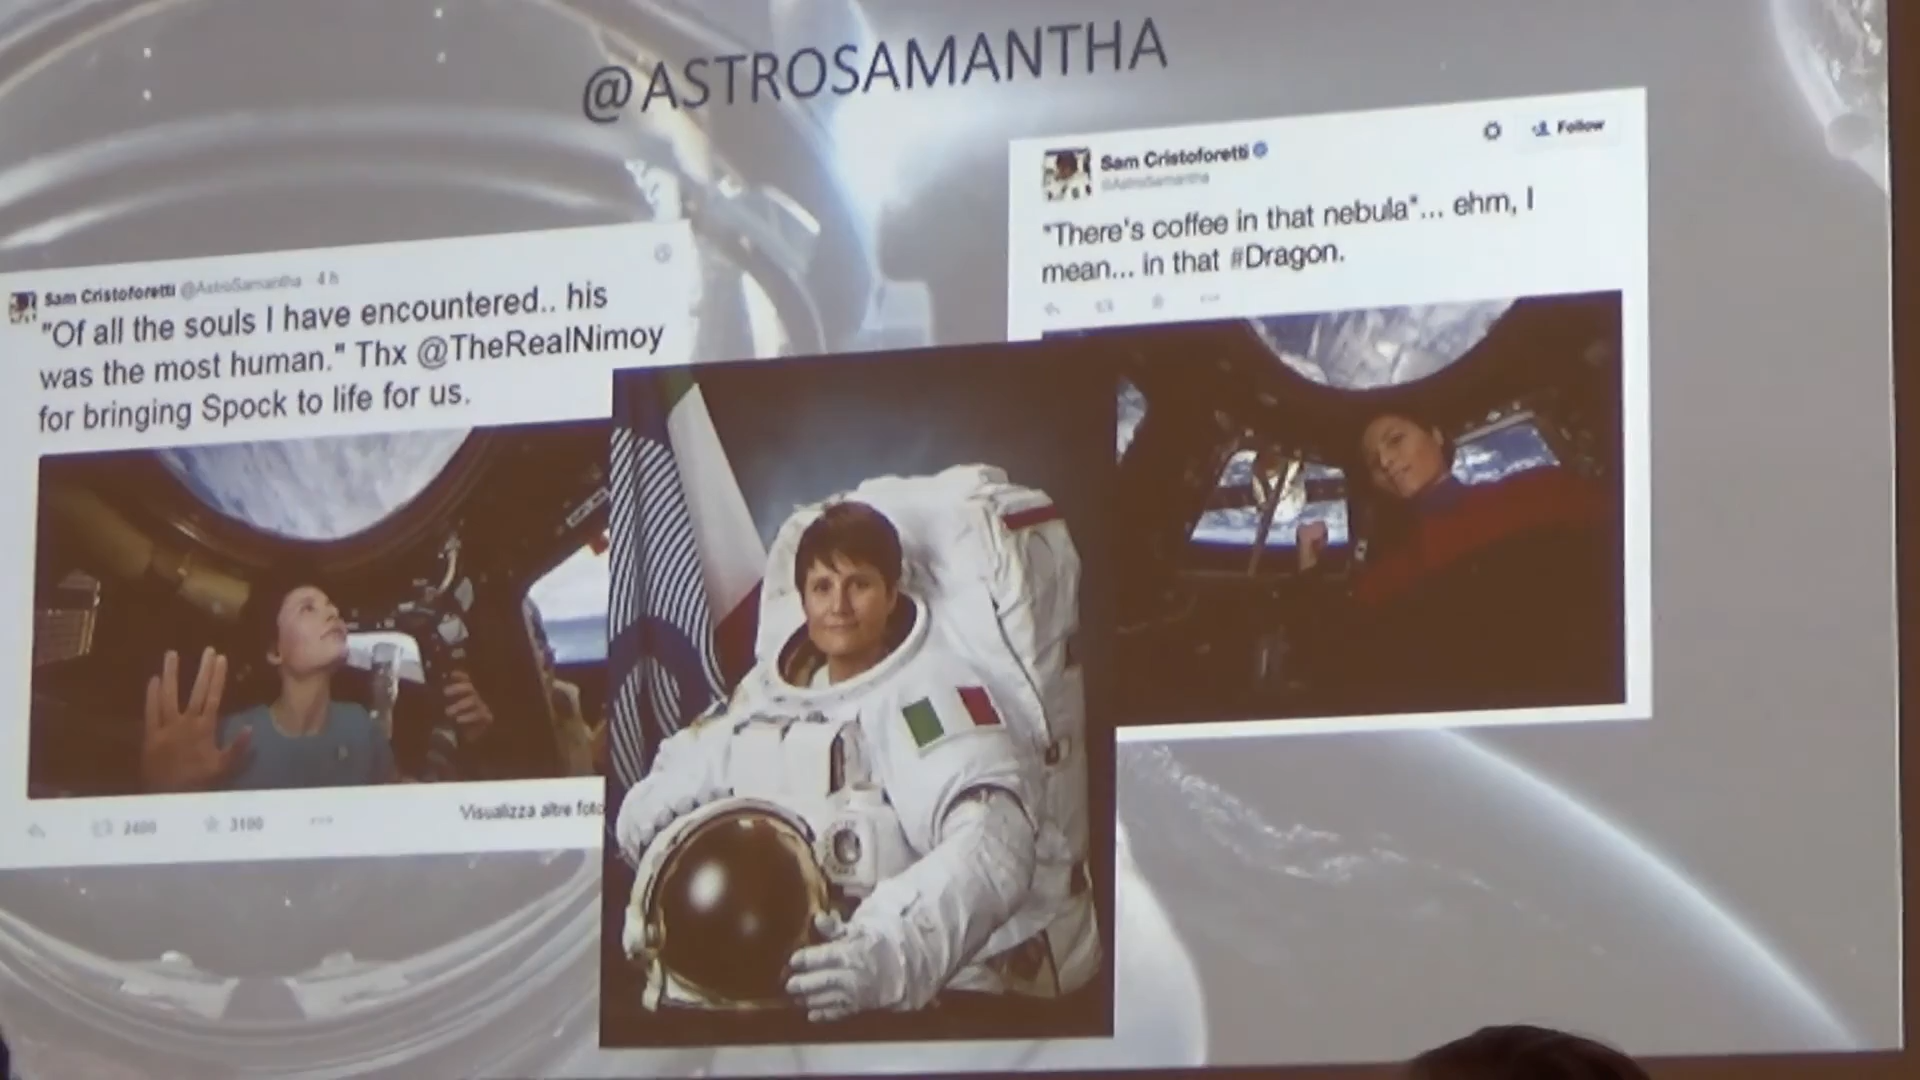 @ASTROSAMANTHA
Sam Cristoforetti @AstroSamantha 4 h
"Of all the souls I have encountered.. his
was the most human." Thx @TheRealNimoy
for bringing Spock to life for us.
3100
Visualizza altre foto
Sam Cristoforetti
Follow
@AstroSamantha
"There's coffee in that nebula"... ehm, I
mean... in that #Dragon.